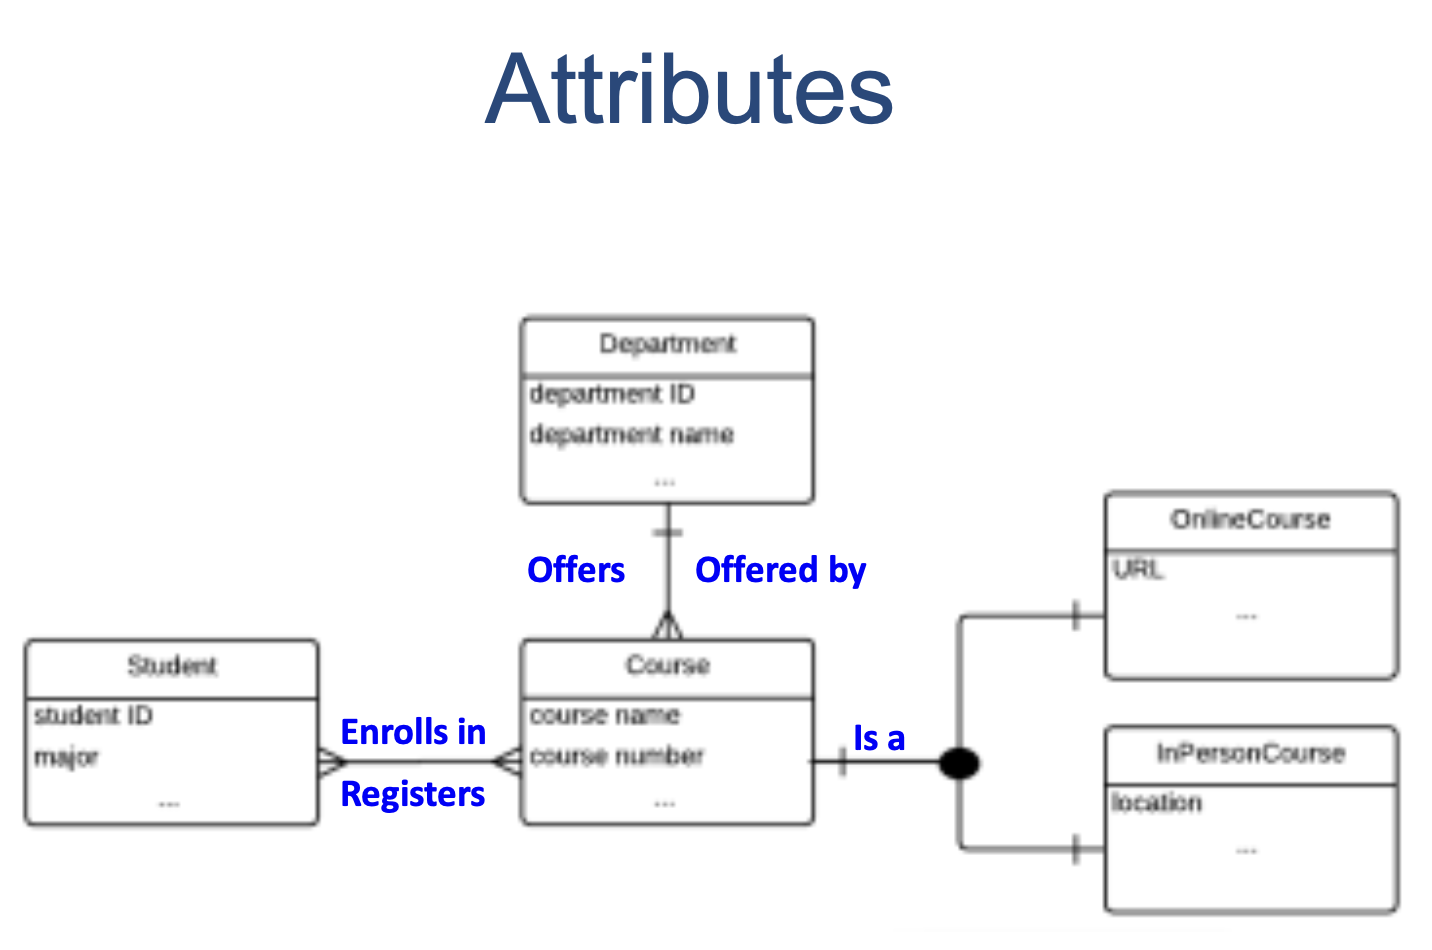 Attributes
Department
department ID
department name
...
Offers
Offered by
Student
student ID
major
...
Enrolls in
Registers
Course
course name
course number
...
Is a
OnlineCourse
URL
...
InPersonCourse
location
...